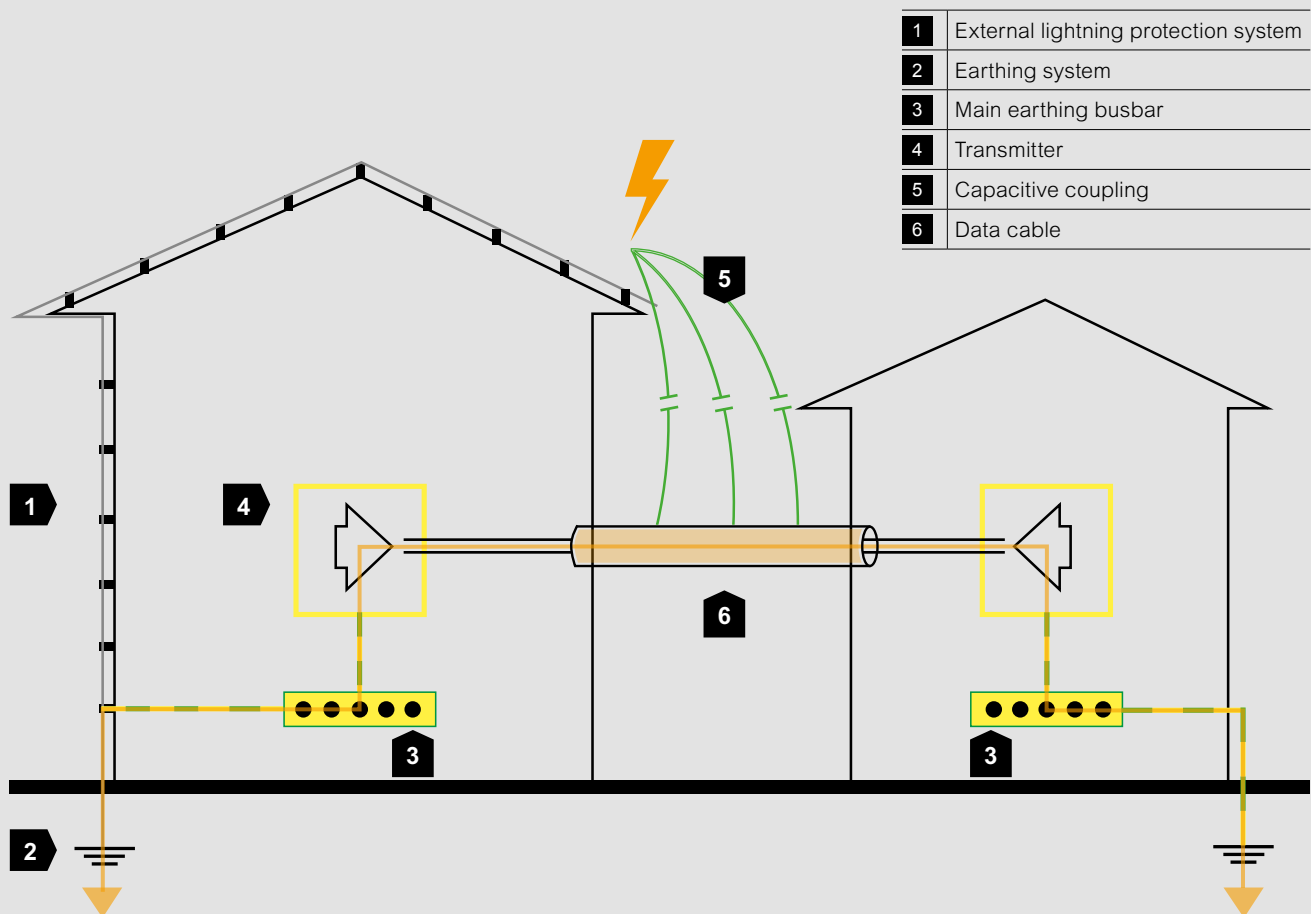 1 External lightning protection system
2 Earthing system
3 Main earthing busbar
4 Transmitter
5 Capacitive coupling
6 Data cable
5
1
4
6
3
3
2